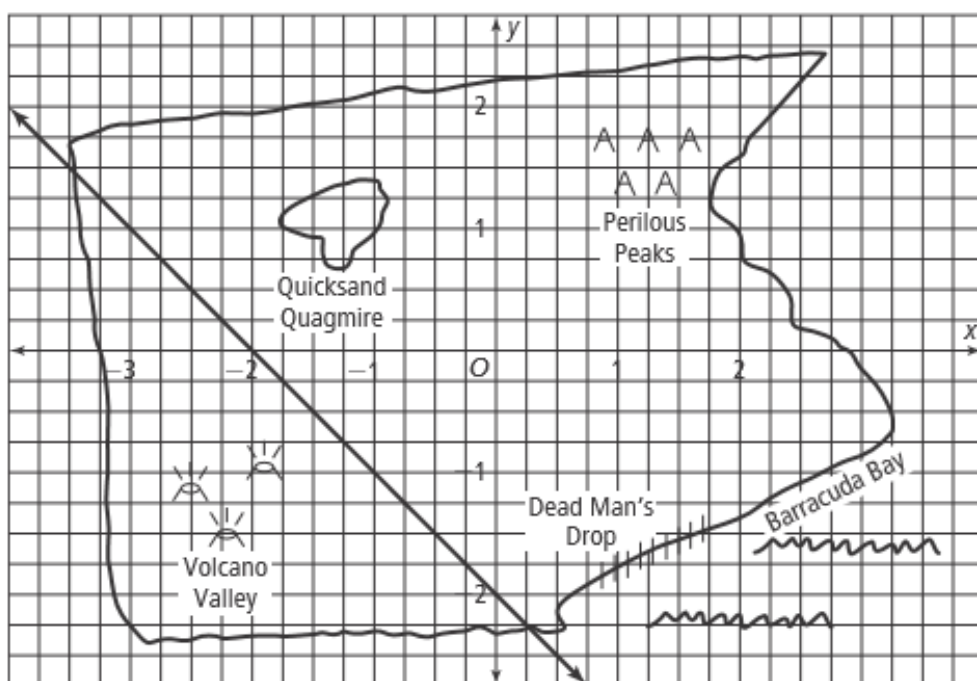 y
2
Perilous
Peaks
1
Quicksand
Quagmire
x
−3
−2
−1
O
1
2
−1
Dead Man's
Drop
Barracuda Bay
Volcano
Valley
−2